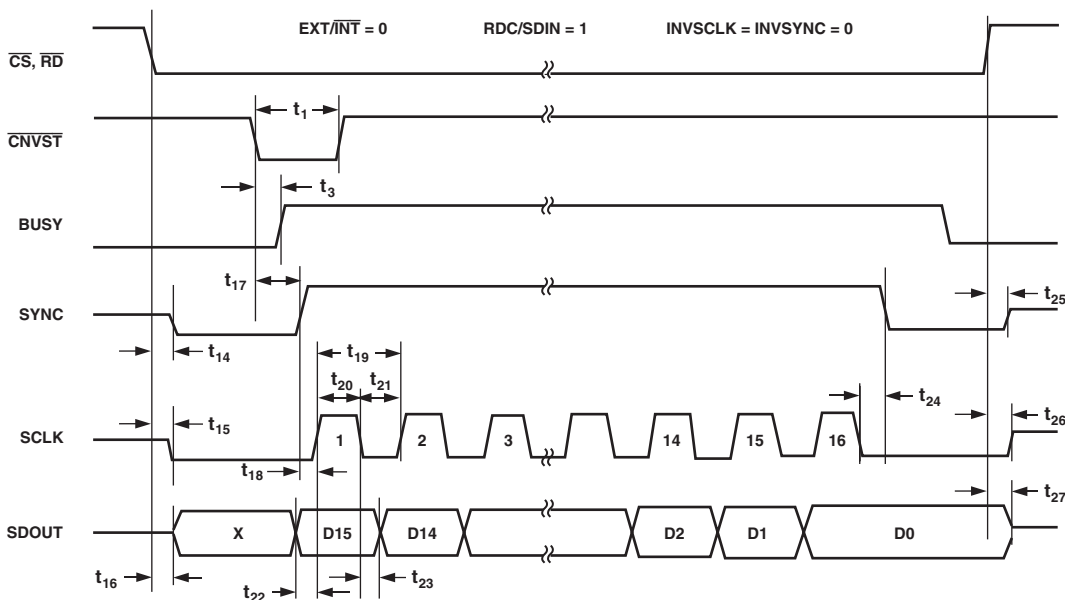 EXT/INT = 0 RDC/SDIN = 1 INVSCLK = INVSYNC = 0
CS, RD
t1
CNVST
t3
BUSY
t17
SYNC
t25
t14
t19
t20 t21
t24
t15
t26
SCLK
1 2 3 14 15 16
t18
t27
SDOUT
X D15 D14 D2 D1 D0
t16
t22
t23